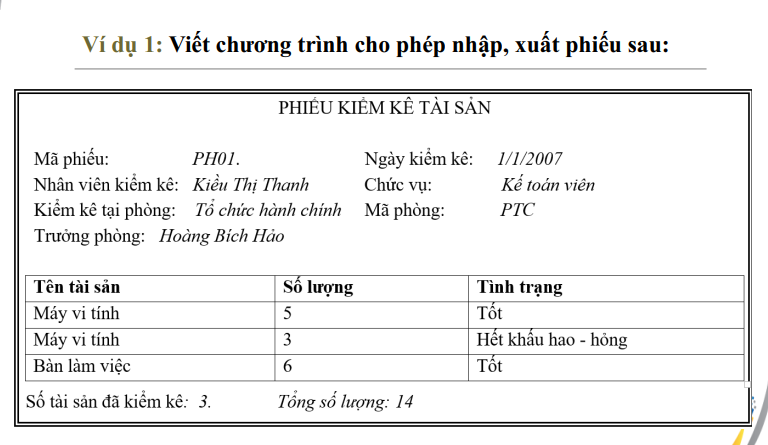 Ví dụ 1: Viết chương trình cho phép nhập, xuất phiếu sau:
PHIẾU KIỂM KÊ TÀI SẢN
Mã phiếu: PH01. Ngày kiểm kê: 1/1/2007
Nhân viên kiểm kê: Kiều Thị Thanh Chức vụ: Kế toán viên
Kiểm kê tại phòng: Tổ chức hành chính Mã phòng: PTC
Trưởng phòng: Hoàng Bích Hảo
Tên tài sản Số lượng Tình trạng
Máy vi tính 5 Tốt
Máy vi tính 3 Hết khấu hao - hỏng
Bàn làm việc 6 Tốt
Số tài sản đã kiểm kê: 3. Tổng số lượng: 14